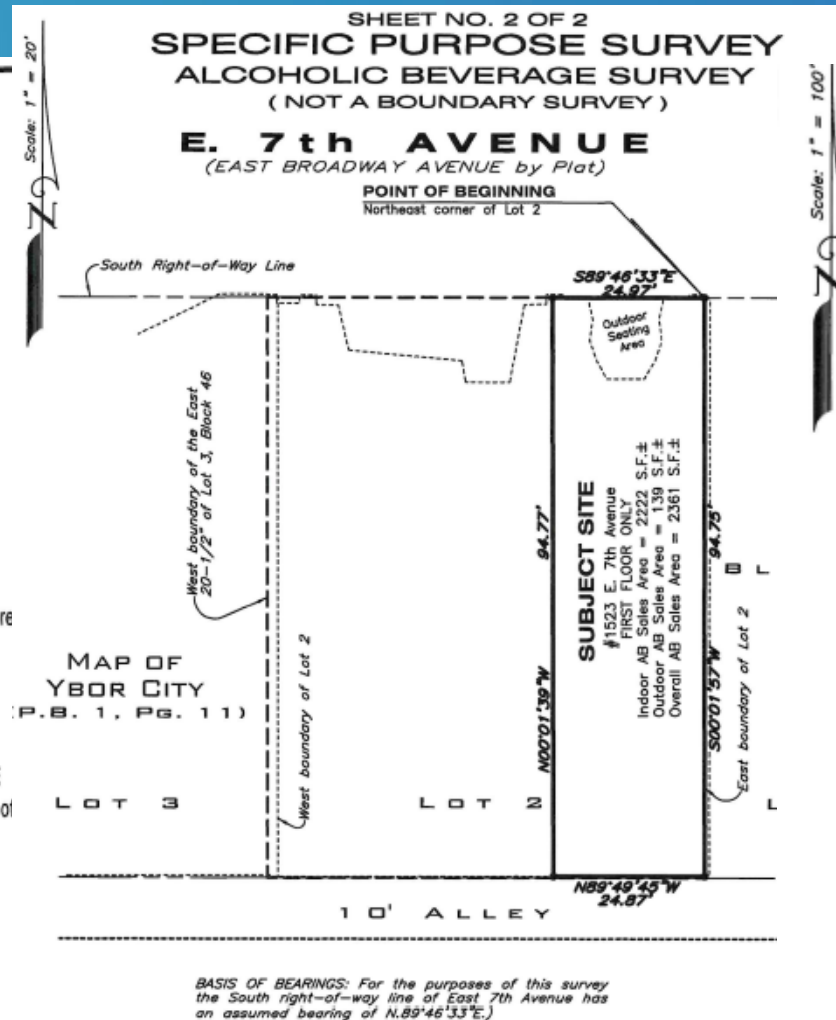 SHEET NO. 2 OF 2
SPECIFIC PURPOSE SURVEY
ALCOHOLIC BEVERAGE SURVEY
( NOT A BOUNDARY SURVEY )
Scale: 1" = 20'
Scale: 1" = 100'
E. 7th AVENUE
(EAST BROADWAY AVENUE by Plat)
POINT OF BEGINNING
Northeast corner of Lot 2
South Right-of-Way Line
S89°46'33"E
24.97'
Outdoor
Seating
Area
West boundary of the East
20-1/2" of Lot 3, Block 46
West boundary of Lot 2
94.77'
N00°01'39"W
SUBJECT SITE
#1523 E. 7th Avenue
FIRST FLOOR ONLY
Indoor AB Sales Area = 2222 S.F.±
Outdoor AB Sales Area = 139 S.F.±
Overall AB Sales Area = 2361 S.F.±
94.75'
S00°01'57"W
East boundary of Lot 2
B L
re
MAP OF
YBOR CITY
(P.B. 1, PG. 11)
of
LOT 3
LOT 2
L
N89°49'45"W
24.87'
10' ALLEY
BASIS OF BEARINGS: For the purposes of this survey
the South right-of-way line of East 7th Avenue has
an assumed bearing of N.89°46'33"E.)